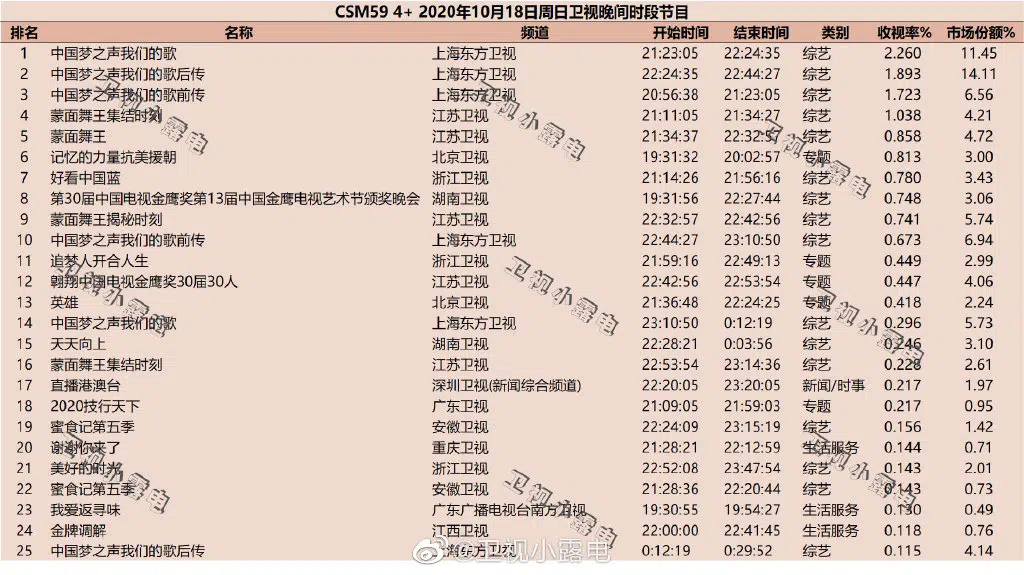 CSM59 4+ 2020年10月18日周日卫视晚间时段节目
排名 名称 频道 开始时间 结束时间 类别 收视率% 市场份额%
1 中国梦之声我们的歌 上海东方卫视 21:23:05 22:24:35 综艺 2.260 11.45
2 中国梦之声我们的歌后传 上海东方卫视 22:24:35 22:44:27 综艺 1.893 14.11
3 中国梦之声我们的歌前传 上海东方卫视 20:56:38 21:23:05 综艺 1.723 6.56
4 蒙面舞王集结时刻 江苏卫视 21:11:05 21:34:27 综艺 1.038 4.21
5 蒙面舞王 江苏卫视 21:34:37 22:32:57 综艺 0.858 4.72
6 记忆的力量抗美援朝 北京卫视 19:31:32 20:02:57 专题 0.813 3.00
7 好看中国蓝 浙江卫视 21:14:26 21:56:16 综艺 0.780 3.43
8 第30届中国电视金鹰奖第13届中国金鹰电视艺术节颁奖晚会 湖南卫视 19:31:56 22:27:44 综艺 0.748 3.06
9 蒙面舞王揭秘时刻 江苏卫视 22:32:57 22:42:56 综艺 0.741 5.74
10 中国梦之声我们的歌前传 上海东方卫视 22:44:27 23:10:50 综艺 0.673 6.94
11 追梦人开合人生 浙江卫视 21:59:16 22:49:13 专题 0.449 2.99
12 翱翔中国电视金鹰奖30届30人 江苏卫视 22:42:56 22:53:54 专题 0.447 4.06
13 英雄 北京卫视 21:36:48 22:24:25 专题 0.418 2.24
14 中国梦之声我们的歌 上海东方卫视 23:10:50 0:12:19 综艺 0.296 5.73
15 天天向上 湖南卫视 22:28:21 0:03:56 综艺 0.246 3.10
16 蒙面舞王集结时刻 江苏卫视 22:53:54 23:14:36 综艺 0.228 2.61
17 直播港澳台 深圳卫视(新闻综合频道) 22:20:05 23:20:05 新闻/时事 0.217 1.97
18 2020技行天下 广东卫视 21:09:05 21:59:03 专题 0.217 0.95
19 蜜食记第五季 安徽卫视 22:24:09 23:15:19 综艺 0.156 1.42
20 谢谢你来了 重庆卫视 21:28:21 22:12:59 生活服务 0.144 0.71
21 美好的时光 浙江卫视 22:52:08 23:47:54 综艺 0.143 2.01
22 蜜食记第五季 安徽卫视 21:28:36 22:20:44 综艺 0.143 0.73
23 我爱返寻味 广东广播电视台南方卫视 19:30:55 19:54:27 生活服务 0.130 0.49
24 金牌调解 江西卫视 22:00:00 22:41:45 生活服务 0.118 0.76
25 中国梦之声我们的歌后传 上海东方卫视 0:12:19 0:29:52 综艺 0.115 4.14
卫视小露电
卫视小露电
卫视小露电
卫视小露电
卫视小露电
卫视小露电
卫视小露电
卫视小露电
卫视小露电
@卫视小露电